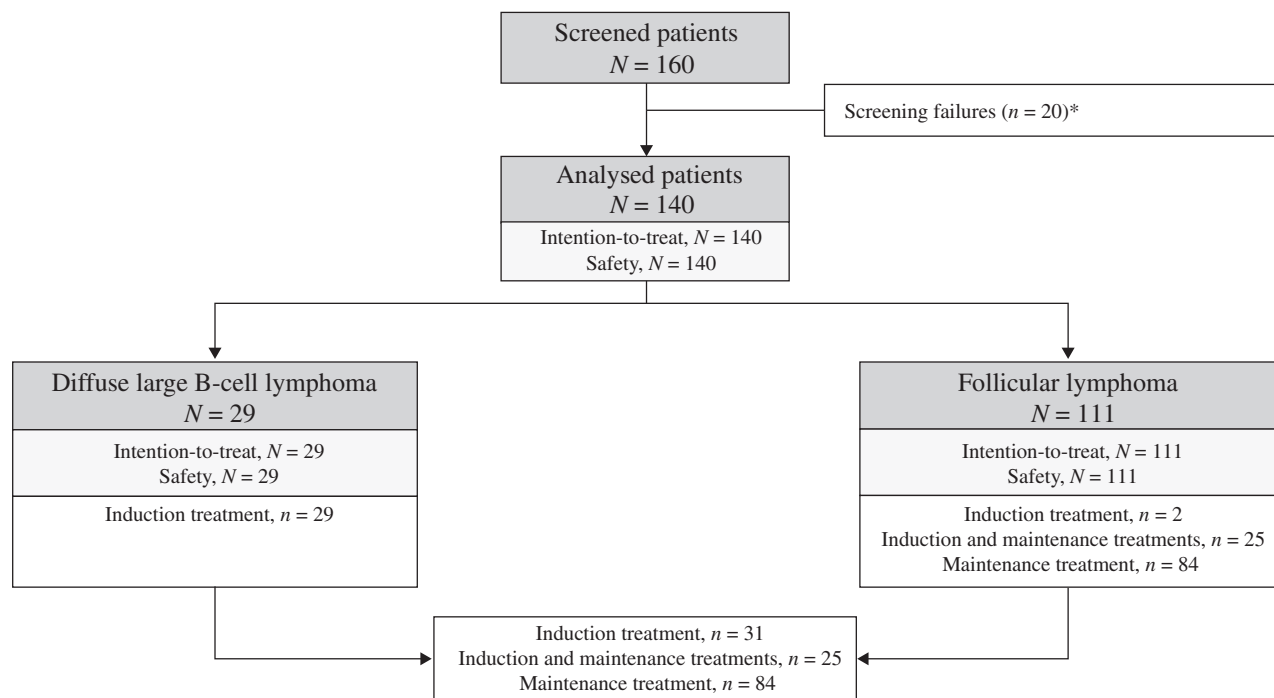 Screened patients
N = 160
Screening failures (n = 20)*
Analysed patients
N = 140
Intention-to-treat, N = 140
Safety, N = 140
Diffuse large B-cell lymphoma
N = 29
Intention-to-treat, N = 29
Safety, N = 29
Induction treatment, n = 29
Follicular lymphoma
N = 111
Intention-to-treat, N = 111
Safety, N = 111
Induction treatment, n = 2
Induction and maintenance treatments, n = 25
Maintenance treatment, n = 84
Induction treatment, n = 31
Induction and maintenance treatments, n = 25
Maintenance treatment, n = 84